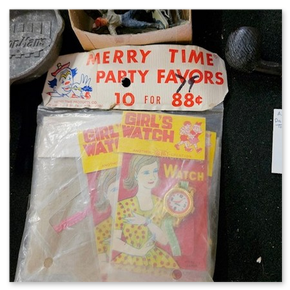 MERRY TIME
PARTY FAVORS
10 FOR 88¢
GIRL'S
WATCH
GIRL'S
WATCH
WATCH